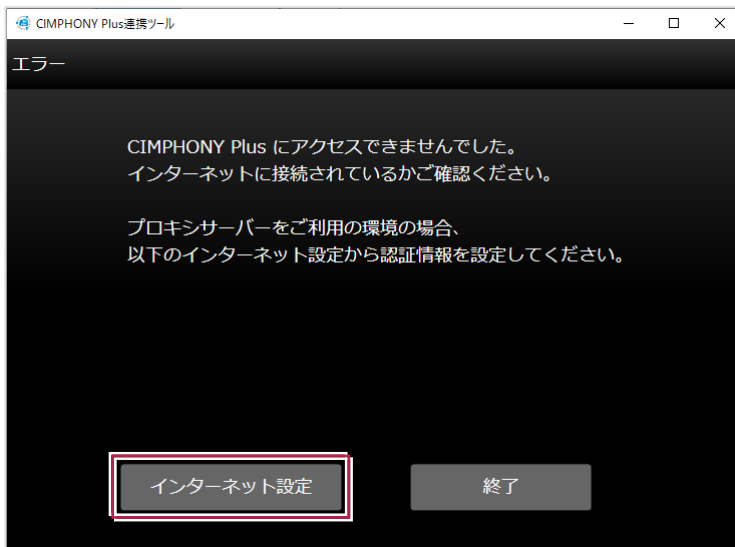 CIMPHONY Plus連携ツール
エラー
CIMPHONY Plus にアクセスできませんでした。
インターネットに接続されているかご確認ください。
プロキシサーバーをご利用の環境の場合、
以下のインターネット設定から認証情報を設定してください。
インターネット設定
終了